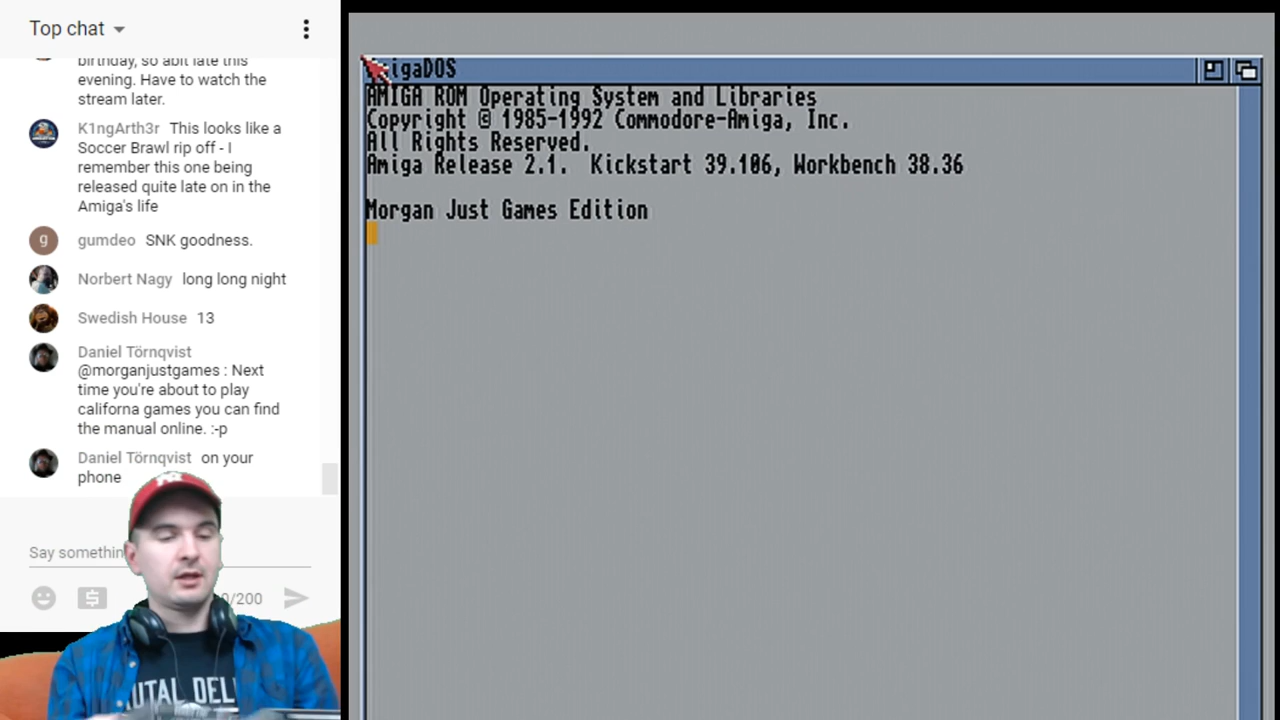 Top chat
birthday, so abit late this
evening. Have to watch the
stream later.
K1ngArth3r This looks like a
Soccer Brawl rip off - I
remember this one being
released quite late on in the
Amiga's life
g gumdeo SNK goodness.
Norbert Nagy long long night
Swedish House 13
Daniel Törnqvist
@morganjustgames : Next
time you're about to play
californa games you can find
the manual online. :-p
Daniel Törnqvist on your
phone
Say somethin
/200
UTAL DEL
igaDOS
AMIGA ROM Operating System and Libraries
Copyright © 1985-1992 Commodore-Amiga, Inc.
All Rights Reserved.
Amiga Release 2.1. Kickstart 39.106, Workbench 38.36
Morgan Just Games Edition